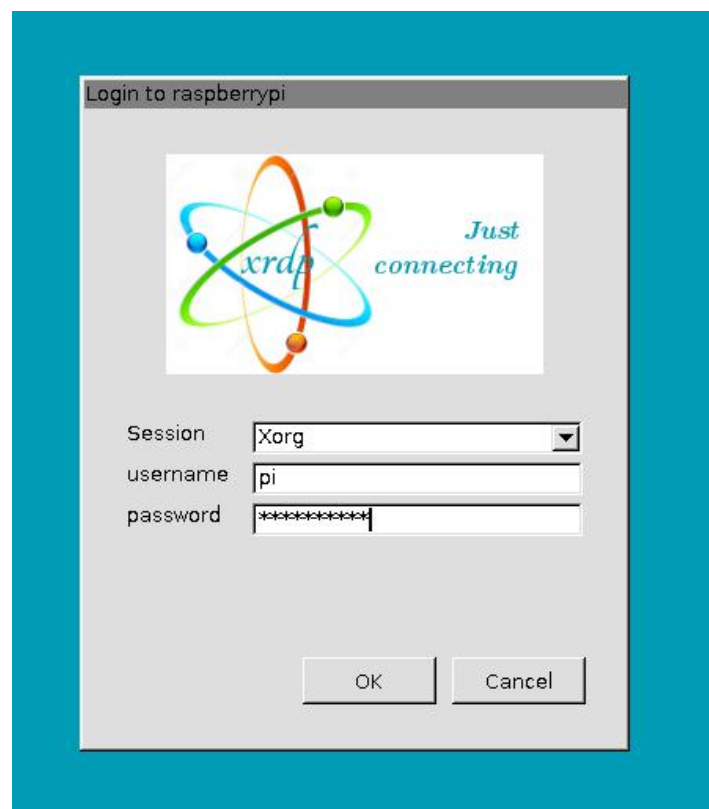 Login to raspberrypi
xrdp
Just
connecting
Session Xorg
username pi
password **********
OK Cancel